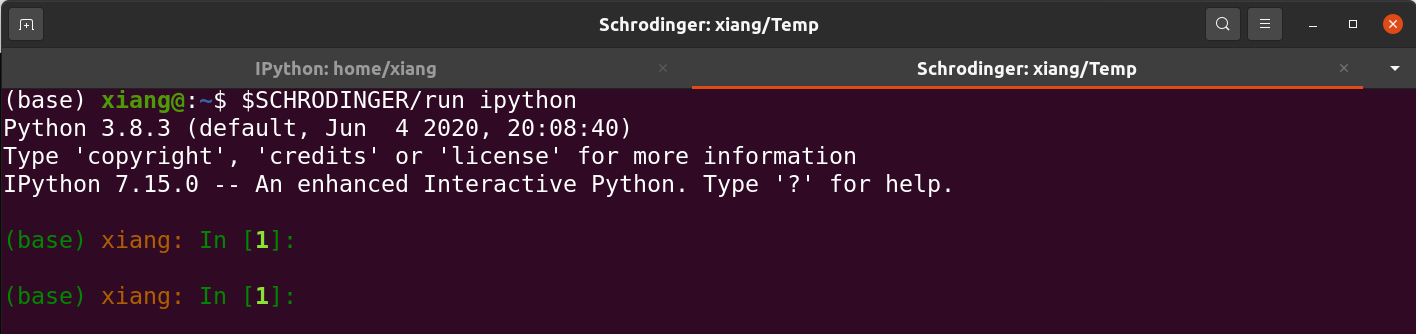 Schrodinger: xiang/Temp
IPython: home/xiang
Schrodinger: xiang/Temp
(base) xiang@:~$ $SCHRODINGER/run ipython
Python 3.8.3 (default, Jun  4 2020, 20:08:40)
Type 'copyright', 'credits' or 'license' for more information
IPython 7.15.0 -- An enhanced Interactive Python. Type '?' for help.
(base) xiang: In [1]:
(base) xiang: In [1]: